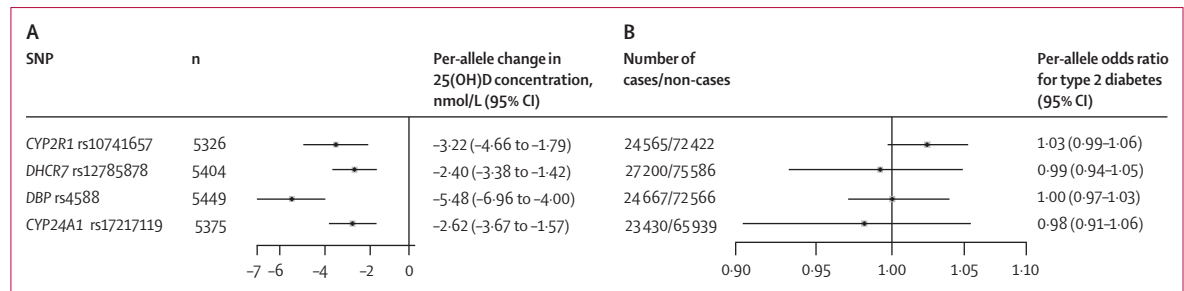 A B
SNP n Per-allele change in Number of Per-allele odds ratio
25(OH)D concentration, cases/non-cases for type 2 diabetes
nmol/L (95% CI) (95% CI)
CYP2R1 rs10741657 5326 –3·22 (–4·66 to –1·79) 24 565/72 422 1·03 (0·99–1·06)
DHCR7 rs12785878 5404 –2·40 (–3·38 to –1·42) 27 200/75 586 0·99 (0·94–1·05)
DBP rs4588 5449 –5·48 (–6·96 to –4·00) 24 667/72 566 1·00 (0·97–1·03)
CYP24A1 rs17217119 5375 –2·62 (–3·67 to –1·57) 23 430/65 939 0·98 (0·91–1·06)
–7 –6 –4 –2 0 0·90 0·95 1·00 1·05 1·10